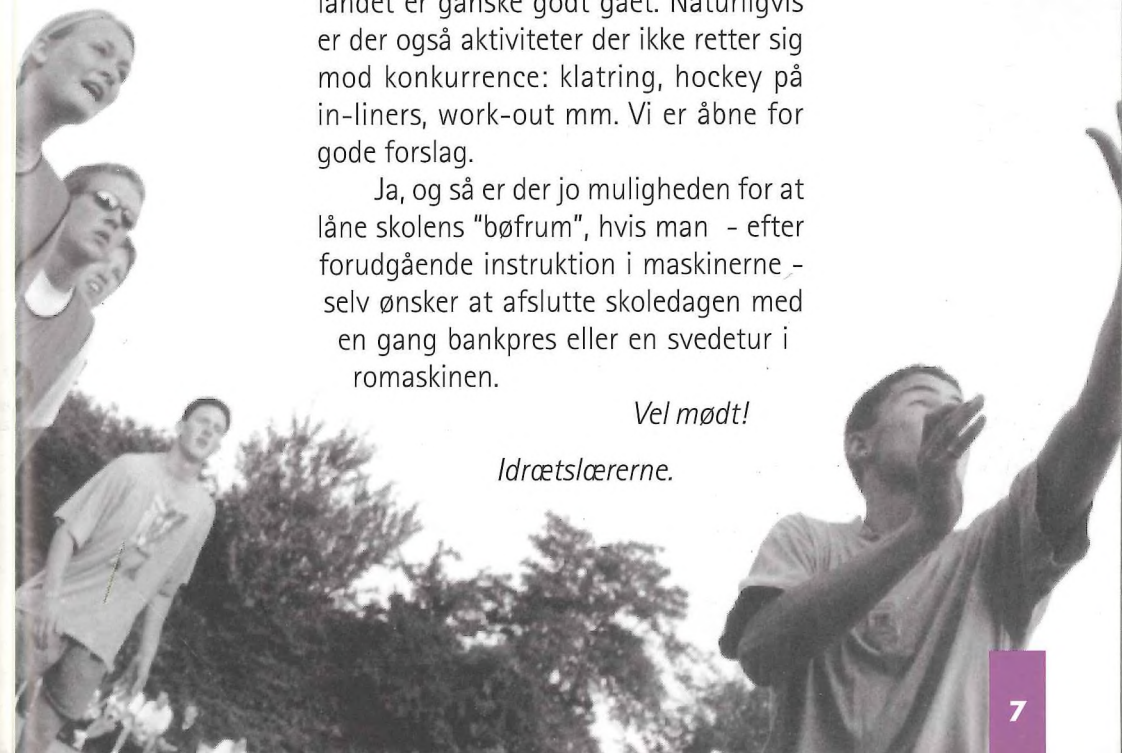 landet er ganske godt gået. Naturligvis
er der også aktiviteter der ikke retter sig
mod konkurrence: klatring, hockey på
in-liners, work-out mm. Vi er åbne for
gode forslag.
Ja, og så er der jo muligheden for at
låne skolens "bøfrum", hvis man - efter
forudgående instruktion i maskinerne -
selv ønsker at afslutte skoledagen med
en gang bankpres eller en svedetur i
romaskinen.
Vel mødt!
Idrætslærerne.
7